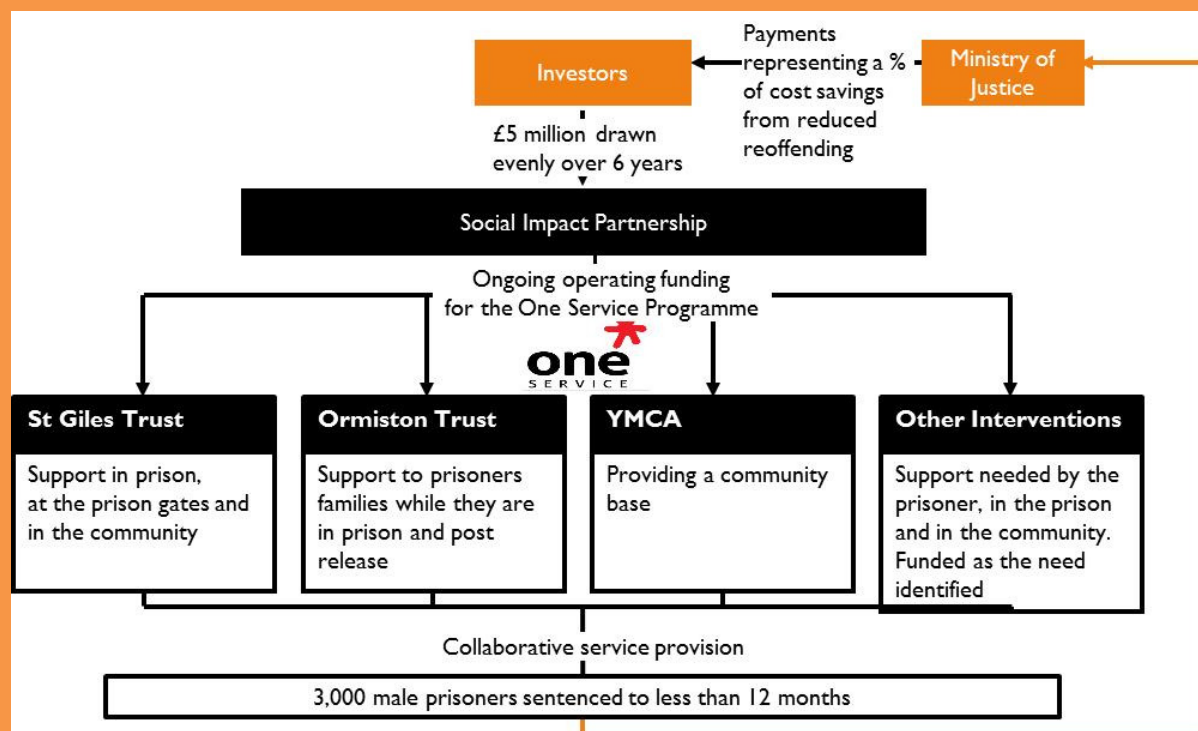 Investors
Payments
representing a %
of cost savings
from reduced
reoffending
Ministry of
Justice
£5 million drawn
evenly over 6 years
Social Impact Partnership
Ongoing operating funding
for the One Service Programme
one
SERVICE
St Giles Trust
Support in prison,
at the prison gates and
in the community
Ormiston Trust
Support to prisoners
families while they are
in prison and post
release
YMCA
Providing a community
base
Other Interventions
Support needed by the
prisoner, in the prison
and in the community.
Funded as the need
identified
Collaborative service provision
3,000 male prisoners sentenced to less than 12 months